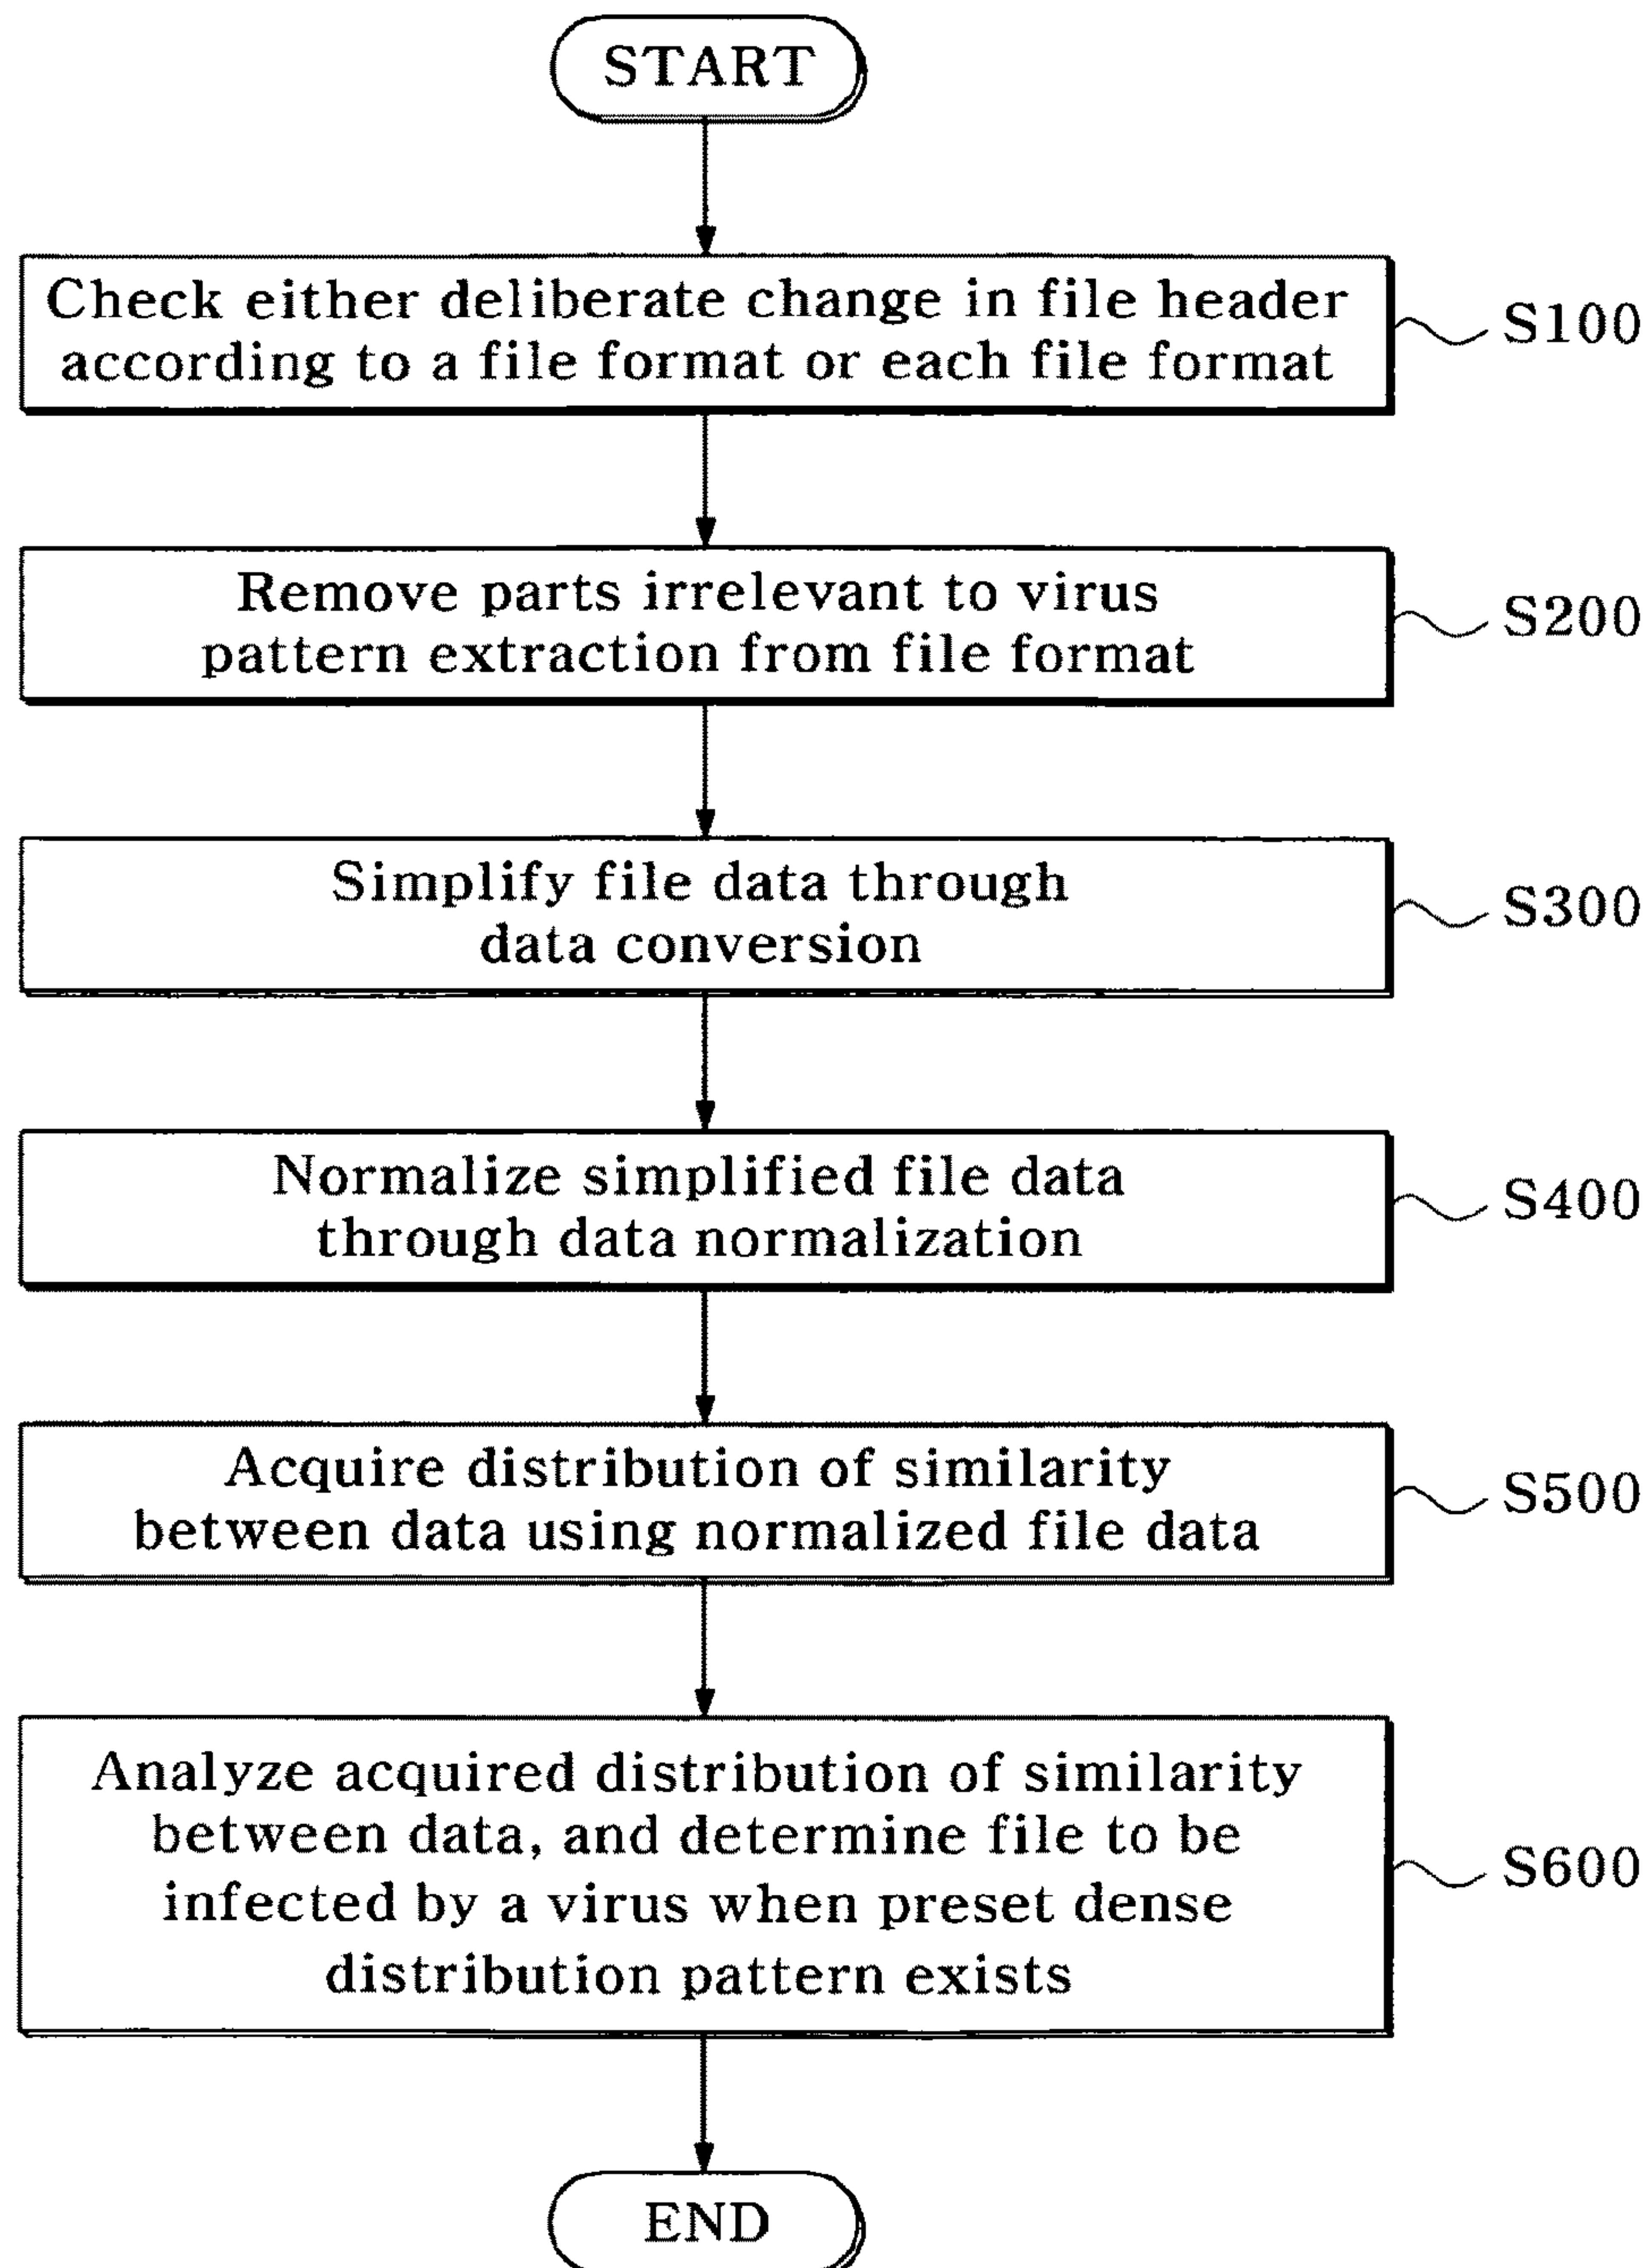 START
Check either deliberate change in file header
according to a file format or each file format
S100
Remove parts irrelevant to virus
pattern extraction from file format
S200
Simplify file data through
data conversion
S300
Normalize simplified file data
through data normalization
S400
Acquire distribution of similarity
between data using normalized file data
S500
Analyze acquired distribution of similarity
between data, and determine file to be
infected by a virus when preset dense
distribution pattern exists
S600
END